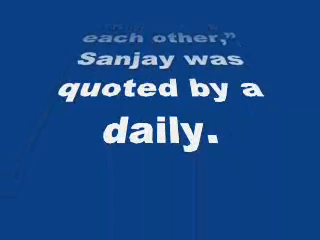 each other,”
Sanjay was
quoted by a
daily.